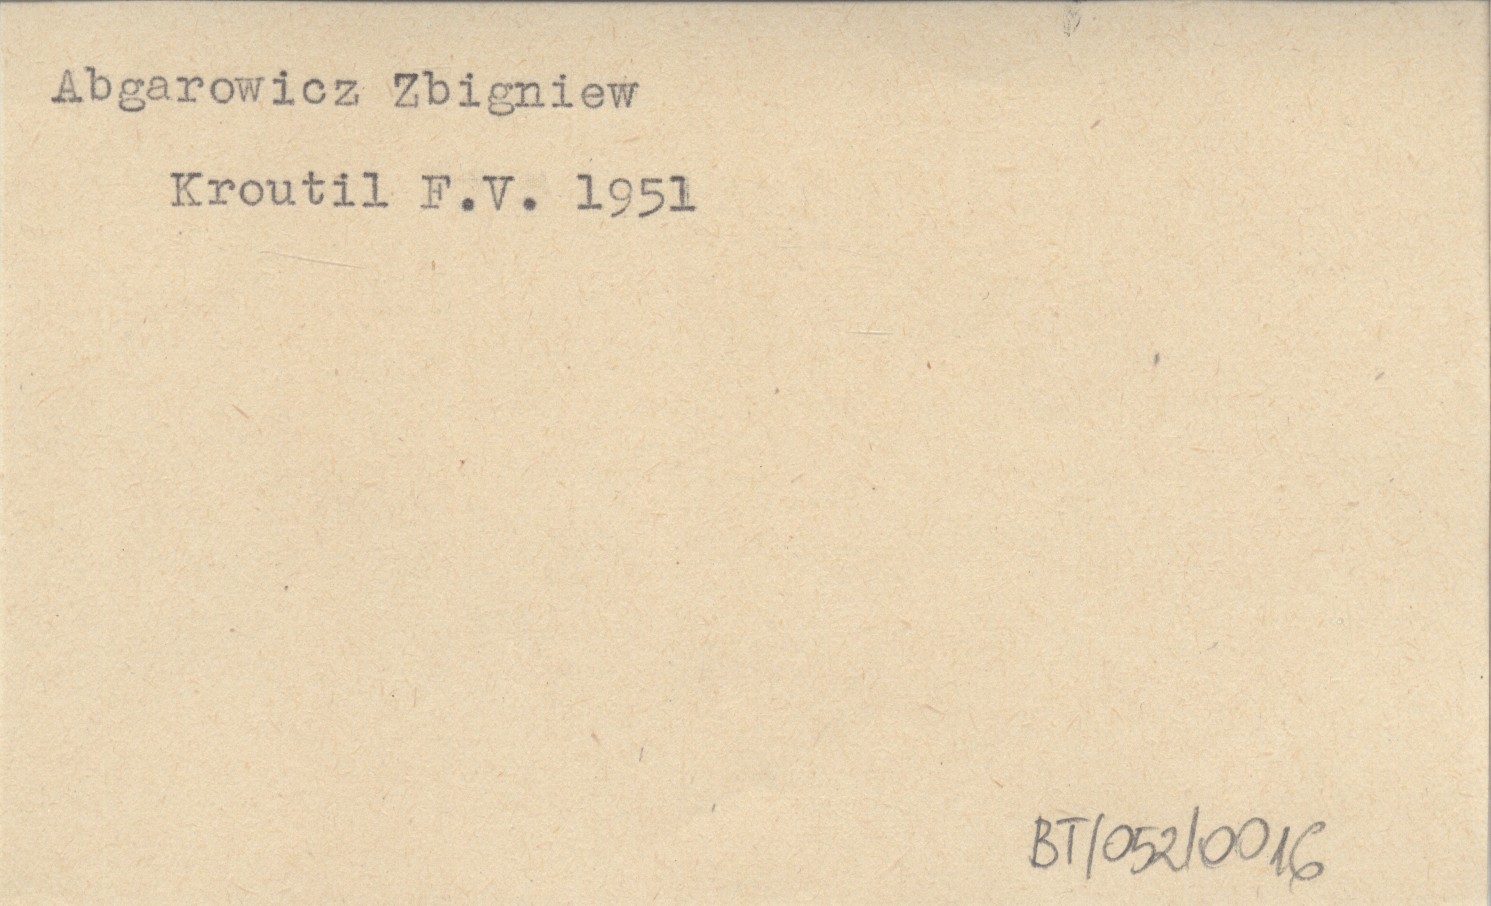 Abgarowicz Zbigniew
Kroutil F.V. 1951
BT/052/0016